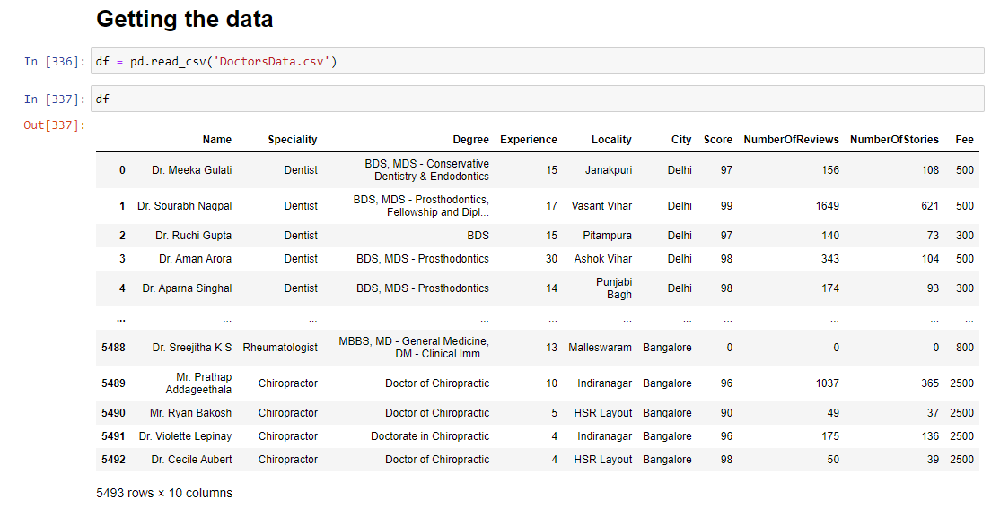 Getting the data
In [336]: df = pd.read_csv('DoctorsData.csv')
In [337]: df
Out[337]:
Name Speciality Degree Experience Locality City Score NumberOfReviews NumberOfStories Fee
0 Dr. Meeka Gulati Dentist BDS, MDS - Conservative Dentistry & Endodontics 15 Janakpuri Delhi 97 156 108 500
1 Dr. Sourabh Nagpal Dentist BDS, MDS - Prosthodontics, Fellowship and Dipl... 17 Vasant Vihar Delhi 99 1649 621 500
2 Dr. Ruchi Gupta Dentist BDS 15 Pitampura Delhi 97 140 73 300
3 Dr. Aman Arora Dentist BDS, MDS - Prosthodontics 30 Ashok Vihar Delhi 98 343 104 500
4 Dr. Aparna Singhal Dentist BDS, MDS - Prosthodontics 14 Punjabi Bagh Delhi 98 174 93 300
... ... ... ... ... ... ... ... ... ... ...
5488 Dr. Sreejitha K S Rheumatologist MBBS, MD - General Medicine, DM - Clinical Imm... 13 Malleswaram Bangalore 0 0 0 800
5489 Mr. Prathap Addageethala Chiropractor Doctor of Chiropractic 10 Indiranagar Bangalore 96 1037 365 2500
5490 Mr. Ryan Bakosh Chiropractor Doctor of Chiropractic 5 HSR Layout Bangalore 90 49 37 2500
5491 Dr. Violette Lepinay Chiropractor Doctorate in Chiropractic 4 Indiranagar Bangalore 96 175 136 2500
5492 Dr. Cecile Aubert Chiropractor Doctor of Chiropractic 4 HSR Layout Bangalore 98 50 39 2500
5493 rows × 10 columns